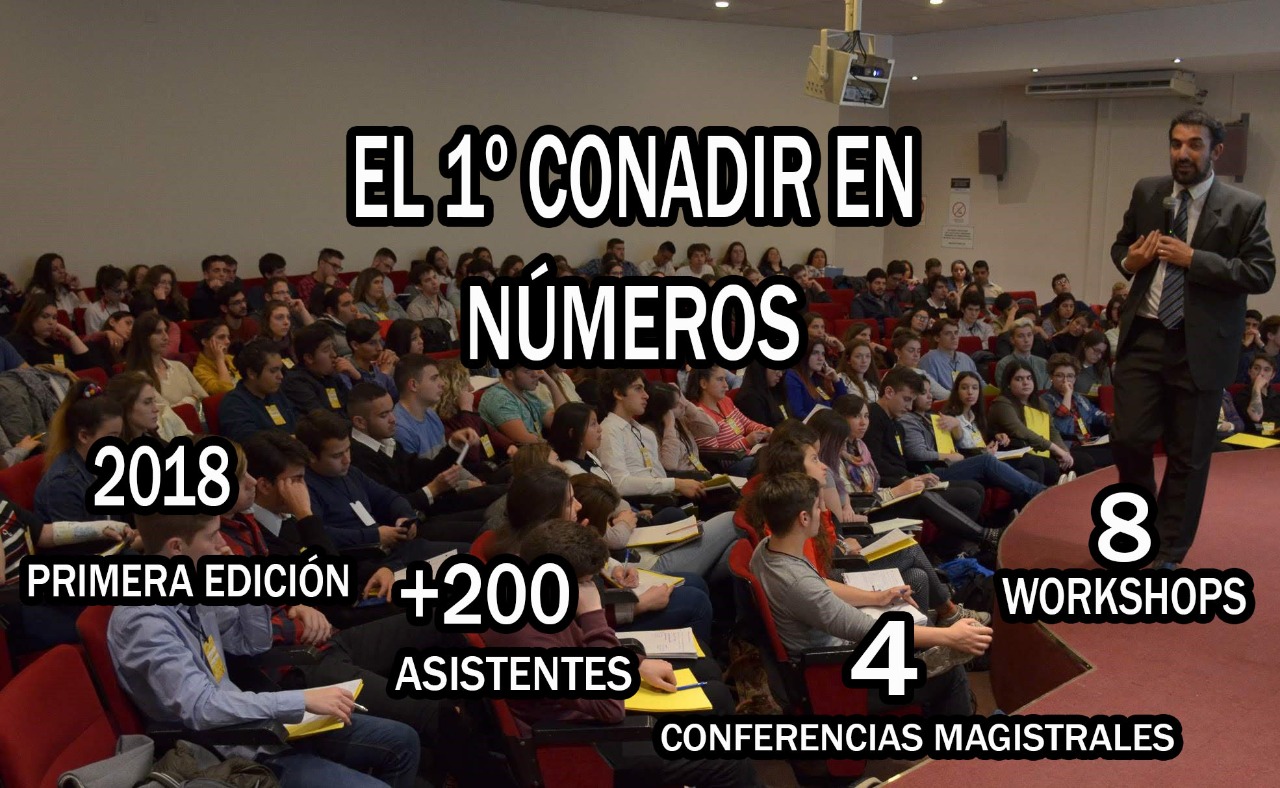 EL 1º CONADIR EN
NÚMEROS
2018
PRIMERA EDICIÓN
+200
ASISTENTES
4
CONFERENCIAS MAGISTRALES
8
WORKSHOPS